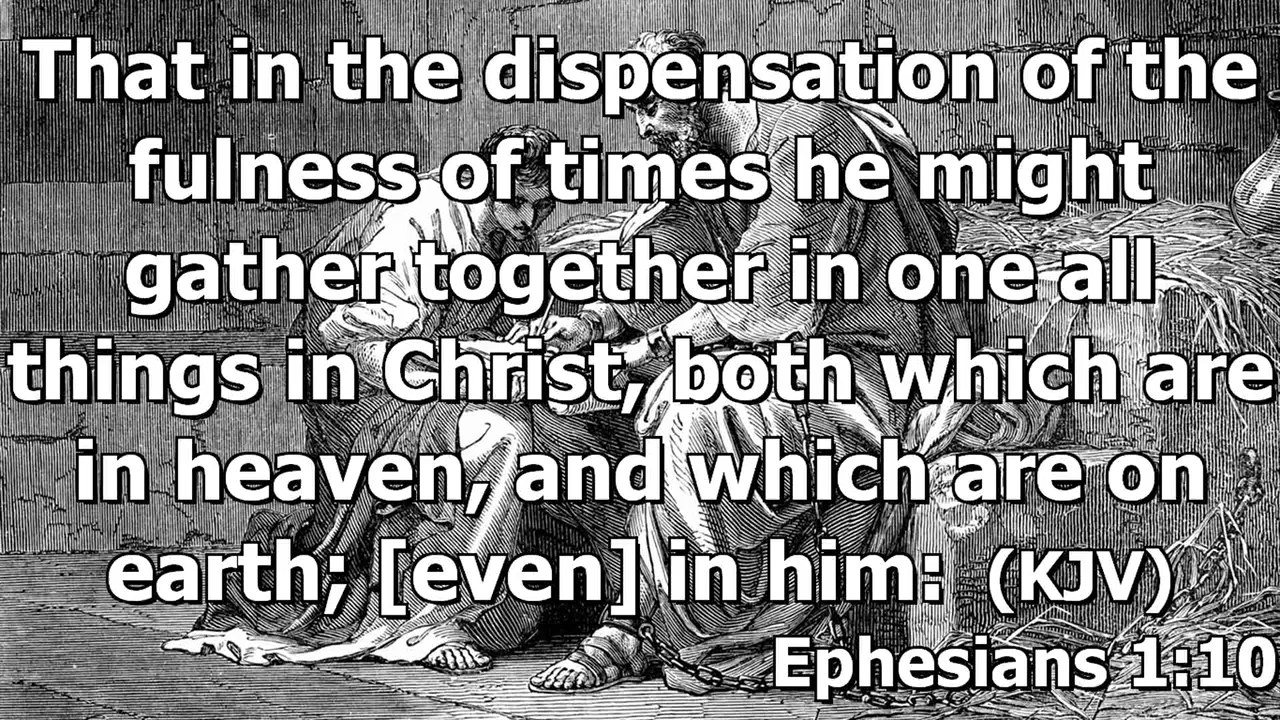 That in the dispensation of the
fulness of times he might
gather together in one all
things in Christ, both which are
in heaven, and which are on
earth; [even] in him: (KJV)
Ephesians 1:10